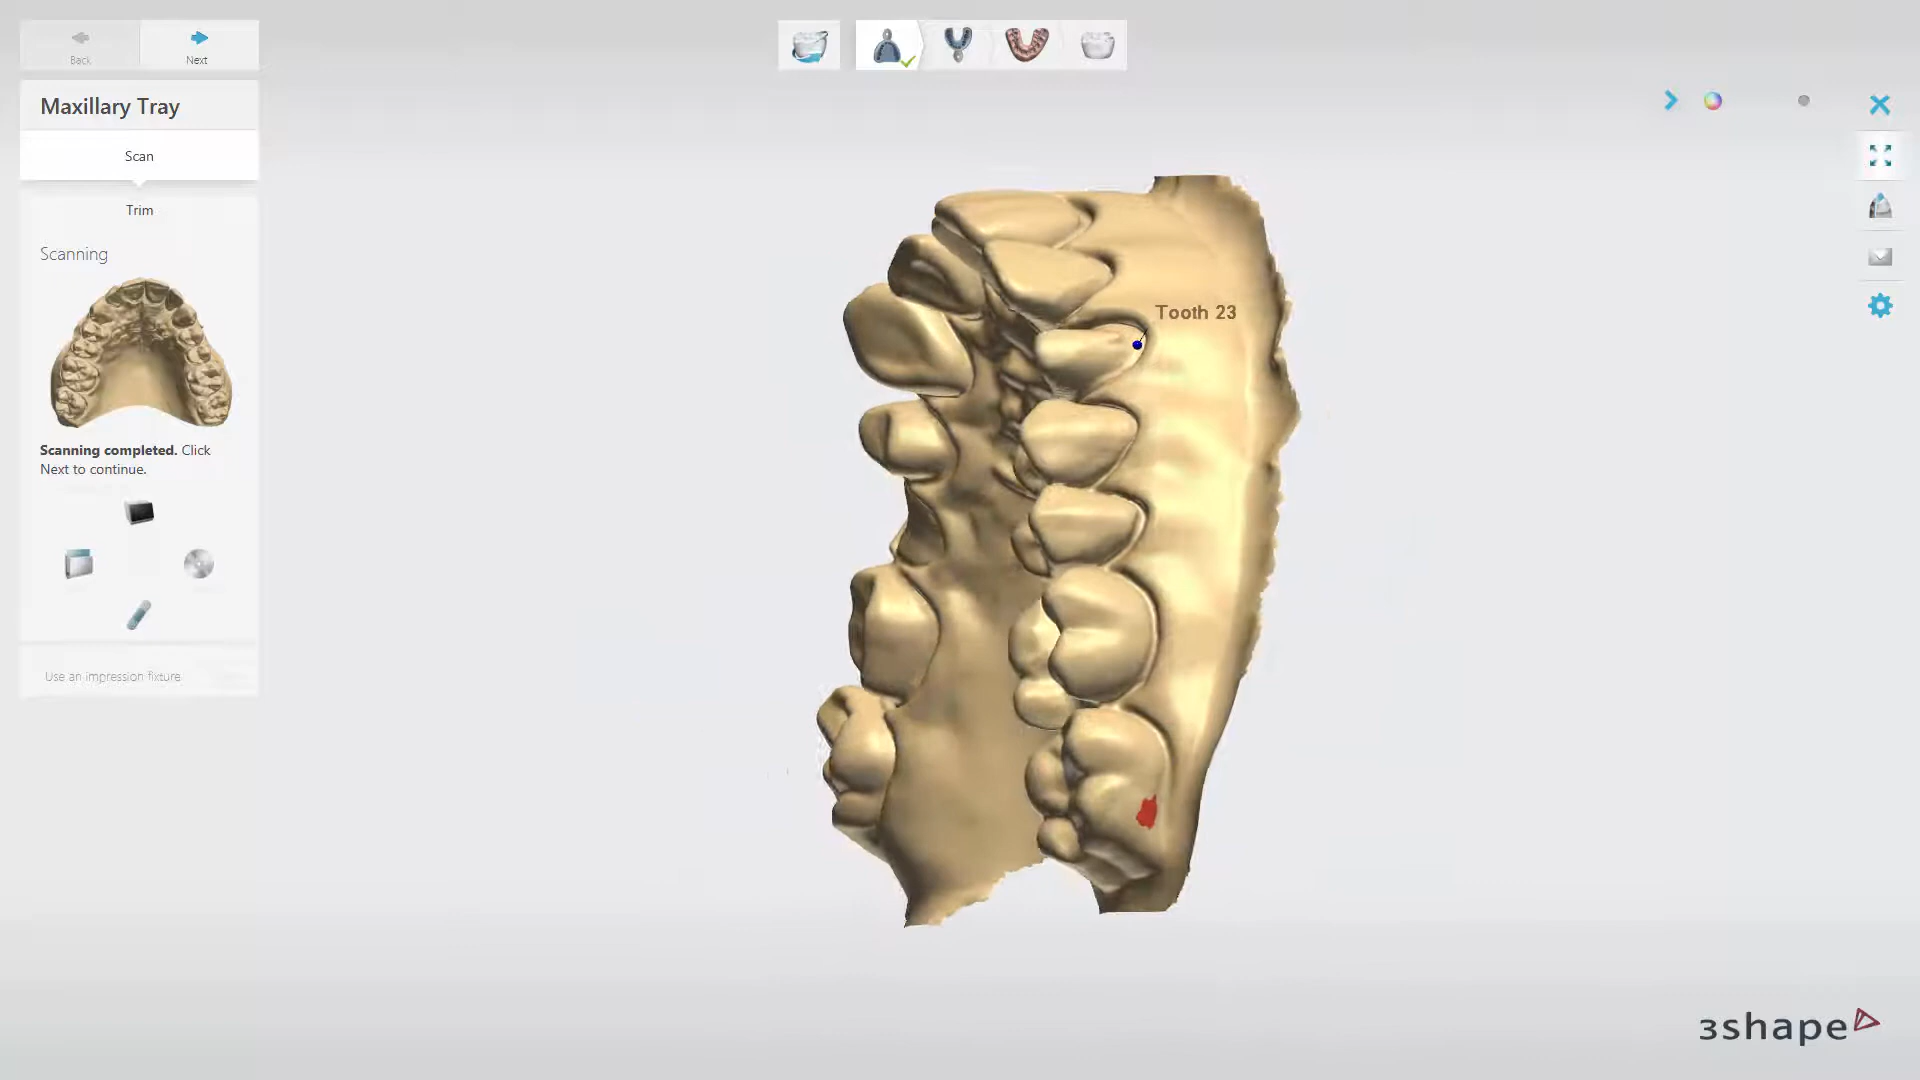 Back
Next
Maxillary Tray
Scan
Trim
Scanning
Scanning completed. Click
Next to continue.
Use an impression fixture
Tooth 23
3shape